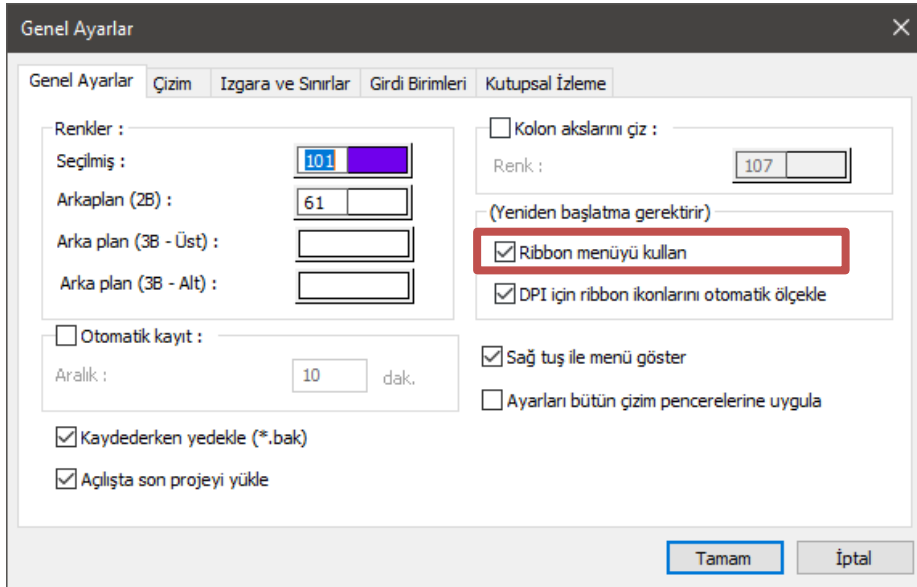 Genel Ayarlar
Genel Ayarlar Çizim Izgara ve Sınırlar Girdi Birimleri Kutupsal İzleme
Renkler :
Seçilmiş : 101
Arkaplan (2B) : 61
Arka plan (3B - Üst) :
Arka plan (3B - Alt) :
Otomatik kayıt :
Aralık : 10 dak.
Kaydederken yedekle (*.bak)
Açılışta son projeyi yükle
Kolon akslarını çiz :
Renk : 107
(Yeniden başlatma gerektirir)
Ribbon menüyü kullan
DPI için ribbon ikonlarını otomatik ölçekle
Sağ tuş ile menü göster
Ayarları bütün çizim pencerelerine uygula
Tamam İptal